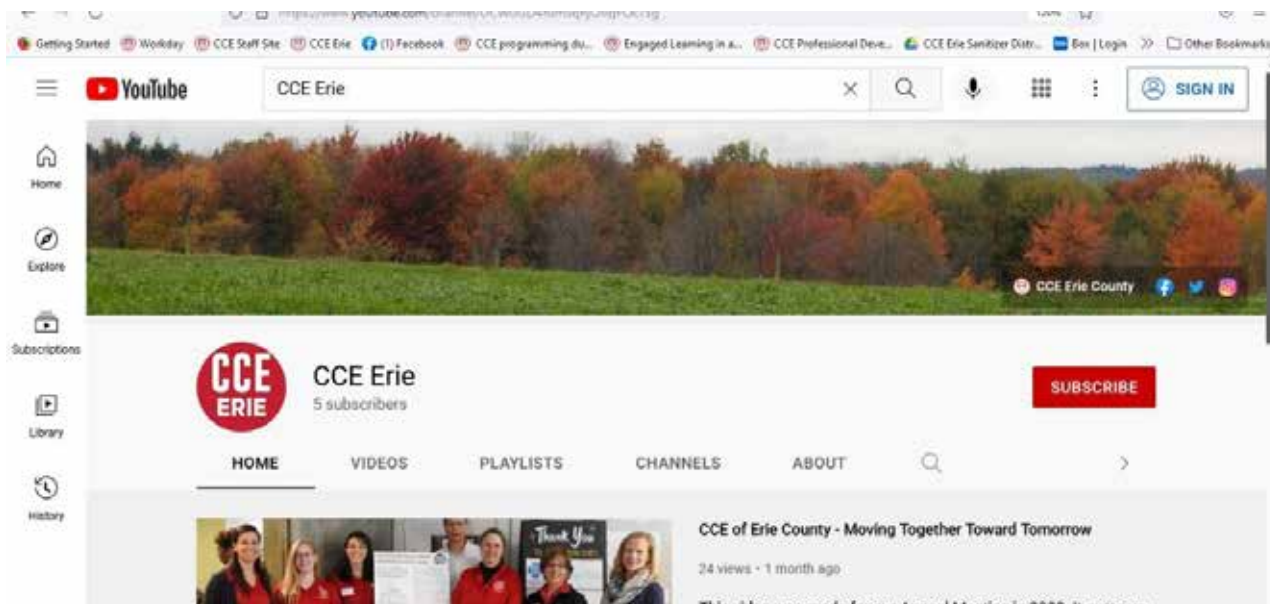 Getting Started Workday CCE Staff Site CCE Erie (1) Facebook CCE programming du... Engaged Learning in a... CCE Professional Deve... CCE Erie Sanitizer Distr... Box | Login Other Bookmarks
YouTube CCE Erie SIGN IN
Home
Explore
CCE Erie County
Subscriptions
CCE ERIE
CCE Erie
5 subscribers
SUBSCRIBE
Library
HOME VIDEOS PLAYLISTS CHANNELS ABOUT
History
Thank You
CCE of Erie County - Moving Together Toward Tomorrow
24 views • 1 month ago